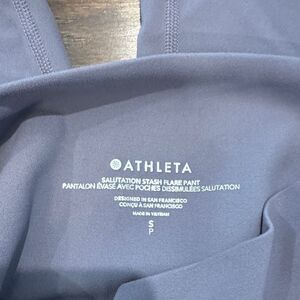 ATHLETA
SALUTATION STASH FLARE PANT
PANTALON ÉVASÉ AVEC POCHES DISSIMULÉES SALUTATION
DESIGNED IN SAN FRANCISCO
CONÇU À SAN FRANCISCO
MADE IN VIETNAM
S
P